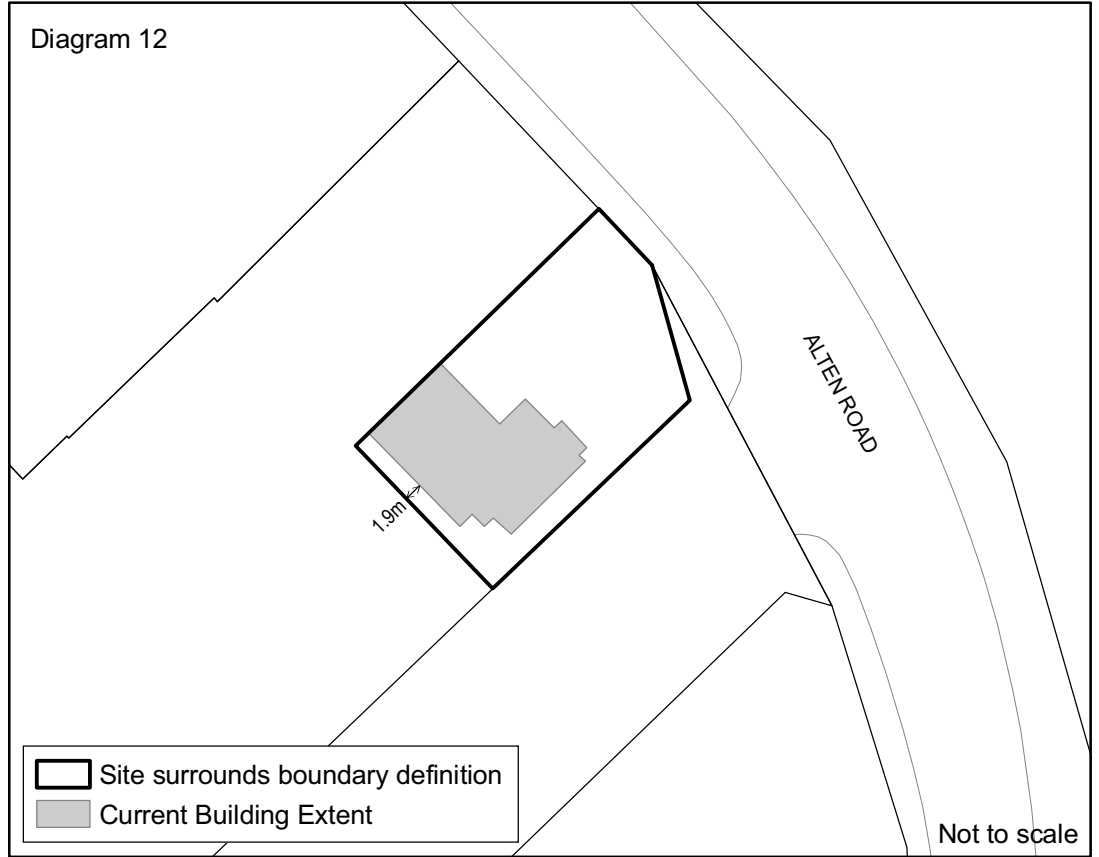 Diagram 12
ALTEN ROAD
1.9m
Site surrounds boundary definition
Current Building Extent
Not to scale